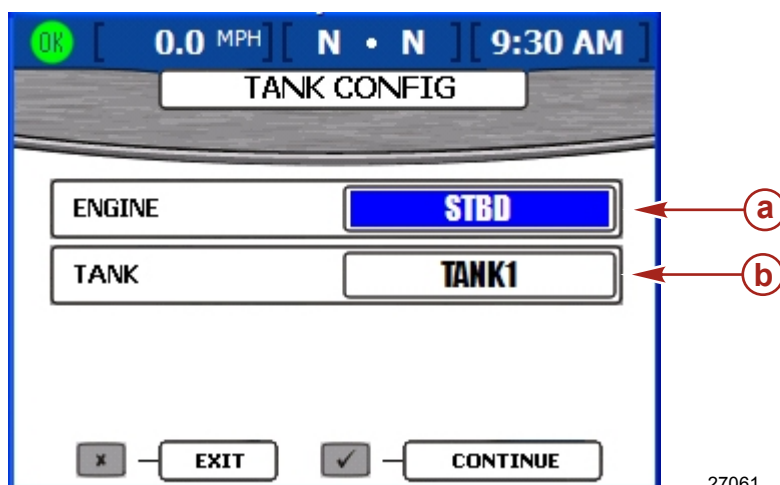 OK [ 0.0 MPH ] [ N • N ] [ 9:30 AM ]
TANK CONFIG
ENGINE STBD a
TANK TANK1 b
x EXIT ✓ CONTINUE
27061